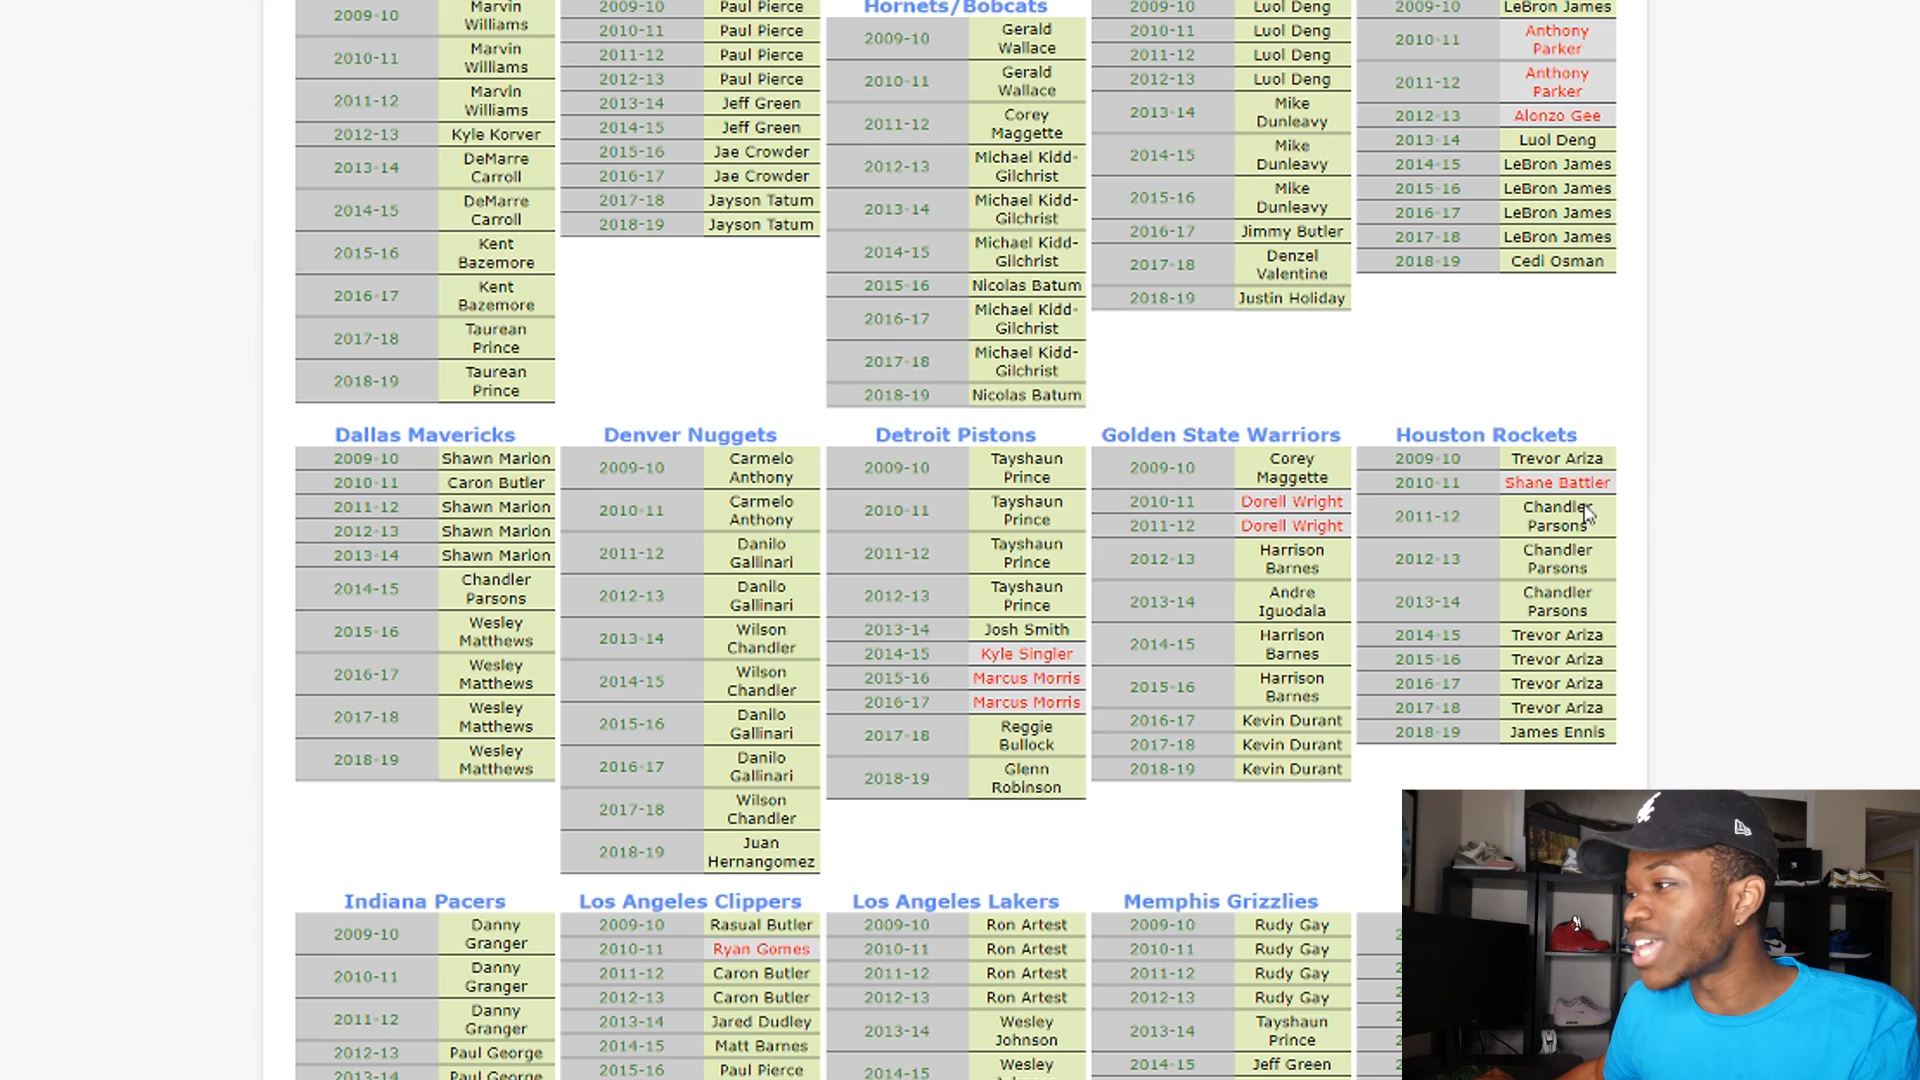 2009-10 Marvin
Williams
2010-11 Marvin
Williams
2011-12 Marvin
Williams
2012-13 Kyle Korver
2013-14 DeMarre
Carroll
2014-15 DeMarre
Carroll
2015-16 Kent
Bazemore
2016-17 Kent
Bazemore
2017-18 Taurean
Prince
2018-19 Taurean
Prince
2009-10 Paul Pierce
2010-11 Paul Pierce
2011-12 Paul Pierce
2012-13 Paul Pierce
2013-14 Jeff Green
2014-15 Jeff Green
2015-16 Jae Crowder
2016-17 Jae Crowder
2017-18 Jayson Tatum
2018-19 Jayson Tatum
Hornets/Bobcats
2009-10 Gerald
Wallace
2010-11 Gerald
Wallace
2011-12 Corey
Maggette
2012-13 Michael Kidd-
Gilchrist
2013-14 Michael Kidd-
Gilchrist
2014-15 Michael Kidd-
Gilchrist
2015-16 Nicolas Batum
2016-17 Michael Kidd-
Gilchrist
2017-18 Michael Kidd-
Gilchrist
2018-19 Nicolas Batum
2009-10 Luol Deng
2010-11 Luol Deng
2011-12 Luol Deng
2012-13 Luol Deng
2013-14 Mike
Dunleavy
2014-15 Mike
Dunleavy
2015-16 Mike
Dunleavy
2016-17 Jimmy Butler
2017-18 Denzel
Valentine
2018-19 Justin Holiday
2009-10 LeBron James
2010-11 Anthony
Parker
2011-12 Anthony
Parker
2012-13 Alonzo Gee
2013-14 Luol Deng
2014-15 LeBron James
2015-16 LeBron James
2016-17 LeBron James
2017-18 LeBron James
2018-19 Cedi Osman
Dallas Mavericks
2009-10 Shawn Marion
2010-11 Caron Butler
2011-12 Shawn Marion
2012-13 Shawn Marion
2013-14 Shawn Marion
2014-15 Chandler
Parsons
2015-16 Wesley
Matthews
2016-17 Wesley
Matthews
2017-18 Wesley
Matthews
2018-19 Wesley
Matthews
Denver Nuggets
2009-10 Carmelo
Anthony
2010-11 Carmelo
Anthony
2011-12 Danilo
Gallinari
2012-13 Danilo
Gallinari
2013-14 Wilson
Chandler
2014-15 Wilson
Chandler
2015-16 Danilo
Gallinari
2016-17 Danilo
Gallinari
2017-18 Wilson
Chandler
2018-19 Juan
Hernangomez
Detroit Pistons
2009-10 Tayshaun
Prince
2010-11 Tayshaun
Prince
2011-12 Tayshaun
Prince
2012-13 Tayshaun
Prince
2013-14 Josh Smith
2014-15 Kyle Singler
2015-16 Marcus Morris
2016-17 Marcus Morris
2017-18 Reggie
Bullock
2018-19 Glenn
Robinson
Golden State Warriors
2009-10 Corey
Maggette
2010-11 Dorell Wright
2011-12 Dorell Wright
2012-13 Harrison
Barnes
2013-14 Andre
Iguodala
2014-15 Harrison
Barnes
2015-16 Harrison
Barnes
2016-17 Kevin Durant
2017-18 Kevin Durant
2018-19 Kevin Durant
Houston Rockets
2009-10 Trevor Ariza
2010-11 Shane Battier
2011-12 Chandler
Parsons
2012-13 Chandler
Parsons
2013-14 Chandler
Parsons
2014-15 Trevor Ariza
2015-16 Trevor Ariza
2016-17 Trevor Ariza
2017-18 Trevor Ariza
2018-19 James Ennis
Indiana Pacers
2009-10 Danny
Granger
2010-11 Danny
Granger
2011-12 Danny
Granger
2012-13 Paul George
2013-14 Paul George
Los Angeles Clippers
2009-10 Rasual Butler
2010-11 Ryan Gomes
2011-12 Caron Butler
2012-13 Caron Butler
2013-14 Jared Dudley
2014-15 Matt Barnes
2015-16 Paul Pierce
Los Angeles Lakers
2009-10 Ron Artest
2010-11 Ron Artest
2011-12 Ron Artest
2012-13 Ron Artest
2013-14 Wesley
Johnson
2014-15 Wesley
Memphis Grizzlies
2009-10 Rudy Gay
2010-11 Rudy Gay
2011-12 Rudy Gay
2012-13 Rudy Gay
2013-14 Tayshaun
Prince
2014-15 Jeff Green